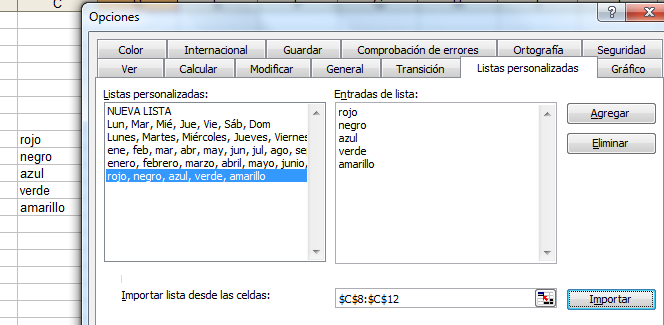 C
rojo
negro
azul
verde
amarillo
Opciones
?
X
Color
Internacional
Guardar
Comprobación de errores
Ortografía
Seguridad
Ver
Calcular
Modificar
General
Transición
Listas personalizadas
Gráfico
Listas personalizadas:
NUEVA LISTA
Lun, Mar, Mié, Jue, Vie, Sáb, Dom
Lunes, Martes, Miércoles, Jueves, Viernes
ene, feb, mar, abr, may, jun, jul, ago, se
enero, febrero, marzo, abril, mayo, junio,
rojo, negro, azul, verde, amarillo
Entradas de lista:
rojo
negro
azul
verde
amarillo
Agregar
Eliminar
Importar lista desde las celdas:
$C$8:$C$12
Importar